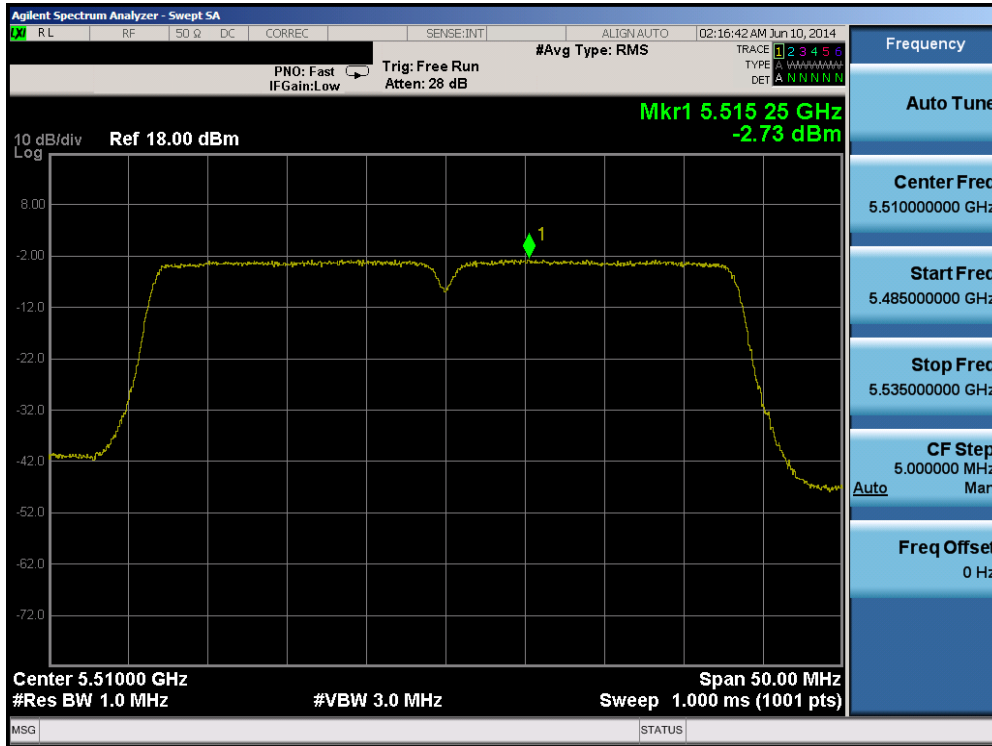 Agilent Spectrum Analyzer - Swept SA
LXI RL RF 50 Ω DC CORREC SENSE:INT ALIGN AUTO 02:16:42 AM Jun 10, 2014
#Avg Type: RMS
TRACE 1 2 3 4 5 6
TYPE A
DET A N N N N N
PNO: Fast
IFGain:Low
Trig: Free Run
Atten: 28 dB
Mkr1 5.515 25 GHz
-2.73 dBm
10 dB/div Ref 18.00 dBm
Log
8.00
1
-2.00
-12.0
-22.0
-32.0
-42.0
-52.0
-62.0
-72.0
Center 5.51000 GHz Span 50.00 MHz
#Res BW 1.0 MHz #VBW 3.0 MHz Sweep 1.000 ms (1001 pts)
MSG STATUS
Frequency
Auto Tune
Center Freq
5.510000000 GHz
Start Freq
5.485000000 GHz
Stop Freq
5.535000000 GHz
CF Step
5.000000 MHz
Auto Man
Freq Offset
0 Hz